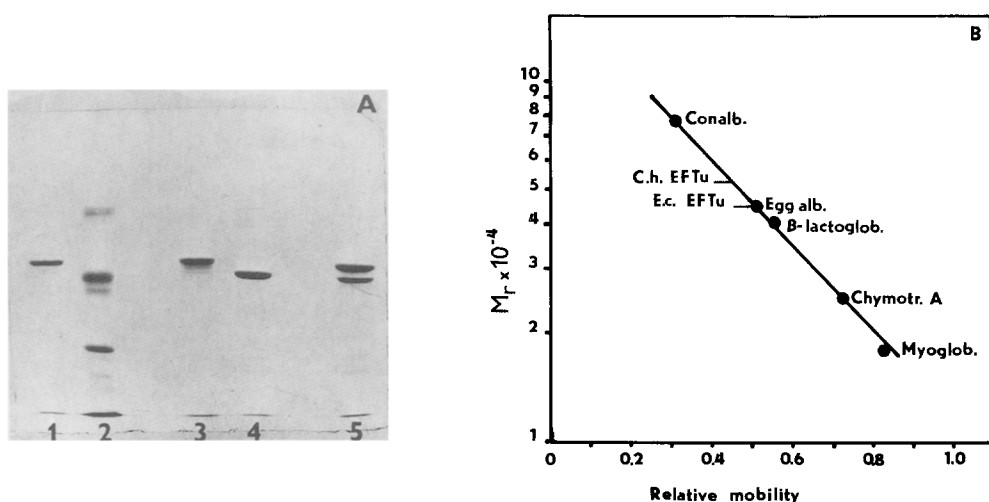 A
1 2 3 4 5
B
Mr x 10-4
10
9
8
7
6
5
4
3
2
1
Conalb.
C.h. EFTu
E.c. EFTu
Egg alb.
β-lactoglob.
Chymotr. A
Myoglob.
0 0.2 0.4 0.6 0.8 1.0
Relative mobility